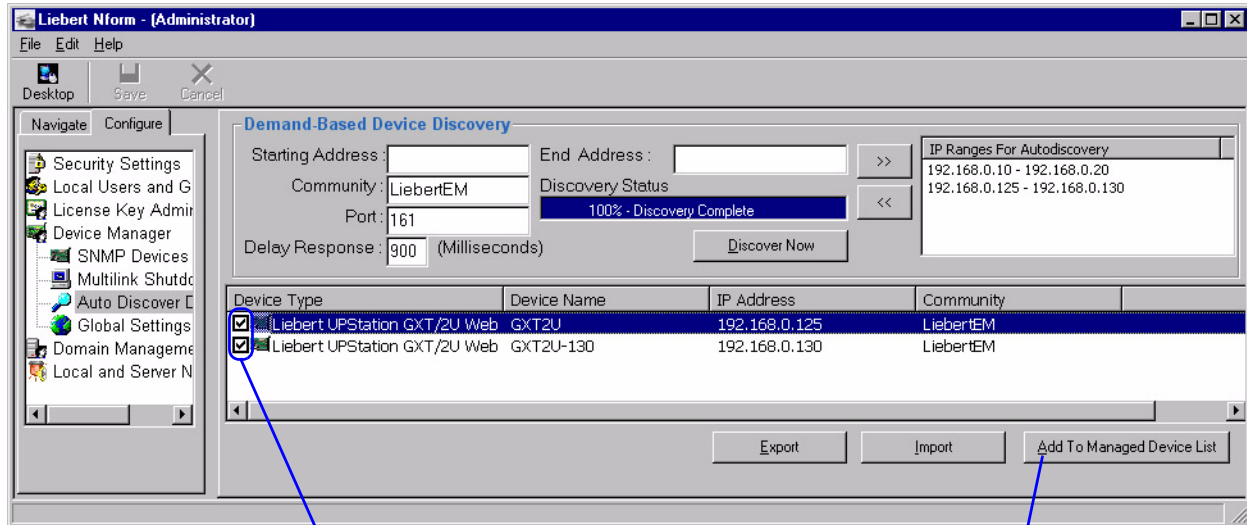 Liebert Nform - (Administrator)
File Edit Help
Desktop Save Cancel
Navigate Configure
Security Settings
Local Users and G
License Key Admir
Device Manager
SNMP Devices
Multilink Shutdo
Auto Discover D
Global Settings
Domain Manageme
Local and Server N
Demand-Based Device Discovery
Starting Address :
End Address :
>>
Community : LiebertEM
Discovery Status
Port : 161
100% - Discovery Complete
<<
Delay Response : 900 (Milliseconds)
Discover Now
IP Ranges For Autodiscovery
192.168.0.10 - 192.168.0.20
192.168.0.125 - 192.168.0.130
Device Type Device Name IP Address Community
Liebert UPStation GXT/2U Web GXT2U 192.168.0.125 LiebertEM
Liebert UPStation GXT/2U Web GXT2U-130 192.168.0.130 LiebertEM
Export Import Add To Managed Device List